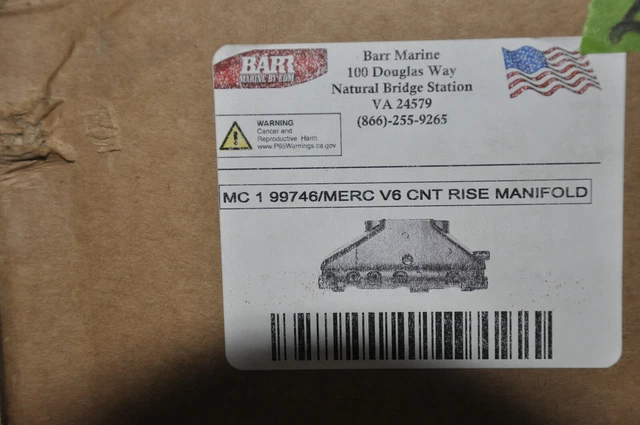 BARR
MARINE BY EDM
Barr Marine
100 Douglas Way
Natural Bridge Station
VA 24579
(866)-255-9265
WARNING
Cancer and
Reproductive Harm
www.P65Warnings.ca.gov
MC 1 99746/MERC V6 CNT RISE MANIFOLD